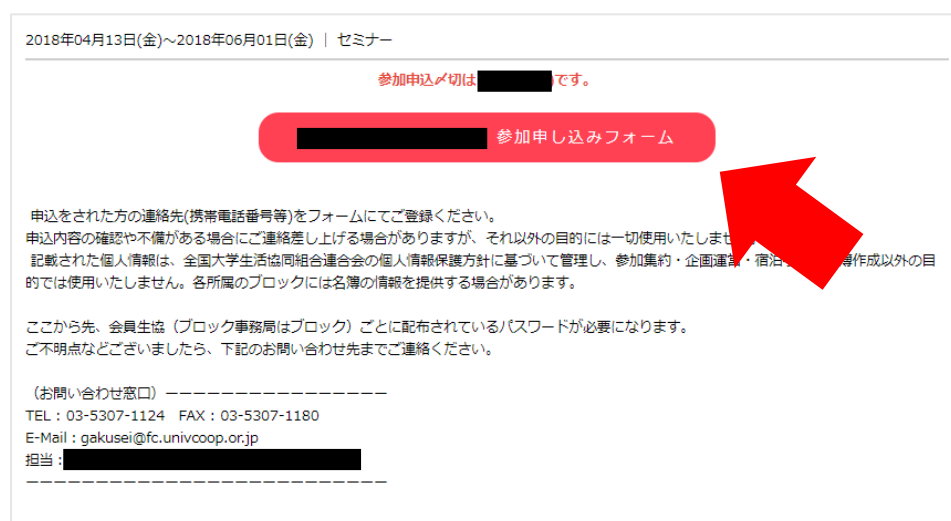 2018年04月13日(金)~2018年06月01日(金) | セミナー
参加申込〆切は です。
参加申し込みフォーム
申込をされた方の連絡先(携帯電話番号等)をフォームにてご登録ください。
申込内容の確認や不備がある場合にご連絡差し上げる場合がありますが、それ以外の目的には一切使用いたしませ
記載された個人情報は、全国大学生活協同組合連合会の個人情報保護方針に基づいて管理し、参加集約・企画運営・宿泊 作成以外の目
的では使用いたしません。各所属のブロックには名簿の情報を提供する場合があります。
ここから先、会員生協（ブロック事務局はブロック）ごとに配布されているパスワードが必要になります。
ご不明点などございましたら、下記のお問い合わせ先までご連絡ください。
（お問い合わせ窓口）ーーーーーーーーーーーーーーーー
TEL：03-5307-1124 FAX：03-5307-1180
E-Mail：gakusei@fc.univcoop.or.jp
担当：
ーーーーーーーーーーーーーーーーーーーーーーーーーー